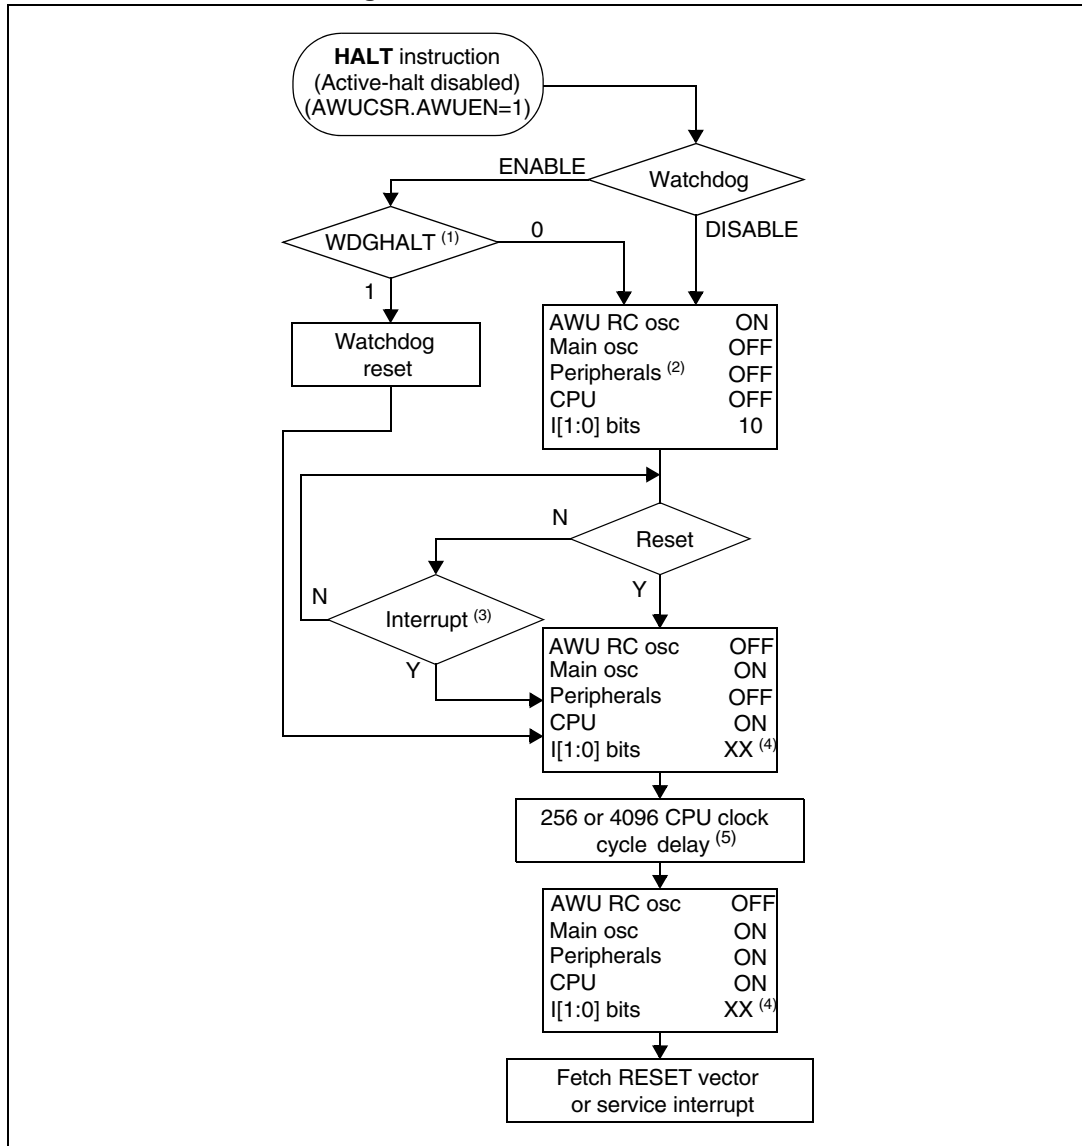 HALT instruction
(Active-halt disabled)
(AWUCSR.AWUEN=1)
ENABLE
Watchdog
WDGHALT (1)
0
DISABLE
1
Watchdog
reset
AWU RC osc ON
Main osc OFF
Peripherals (2) OFF
CPU OFF
I[1:0] bits 10
N
Reset
Y
N
Interrupt (3)
Y
AWU RC osc OFF
Main osc ON
Peripherals OFF
CPU ON
I[1:0] bits XX (4)
256 or 4096 CPU clock
cycle delay (5)
AWU RC osc OFF
Main osc ON
Peripherals ON
CPU ON
I[1:0] bits XX (4)
Fetch RESET vector
or service interrupt